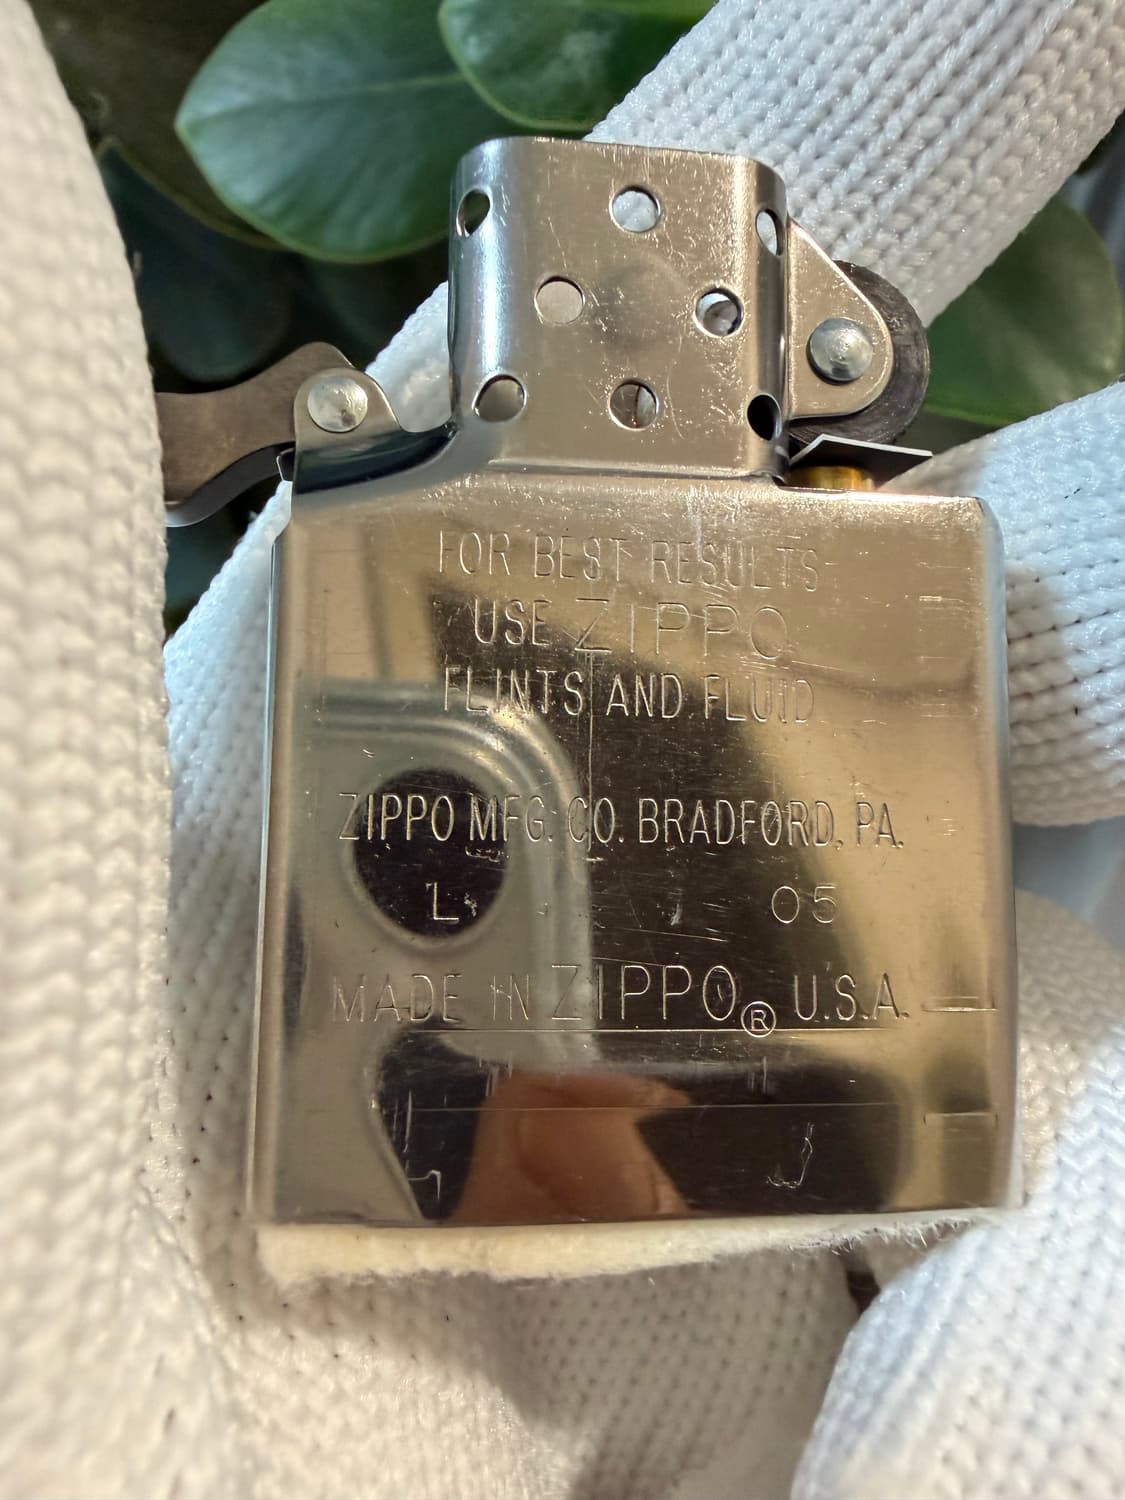 FOR BEST RESULTS
USE ZIPPO
FLINTS AND FLUID
ZIPPO MFG. CO. BRADFORD, PA.
L 05
MADE IN ZIPPO® U.S.A.